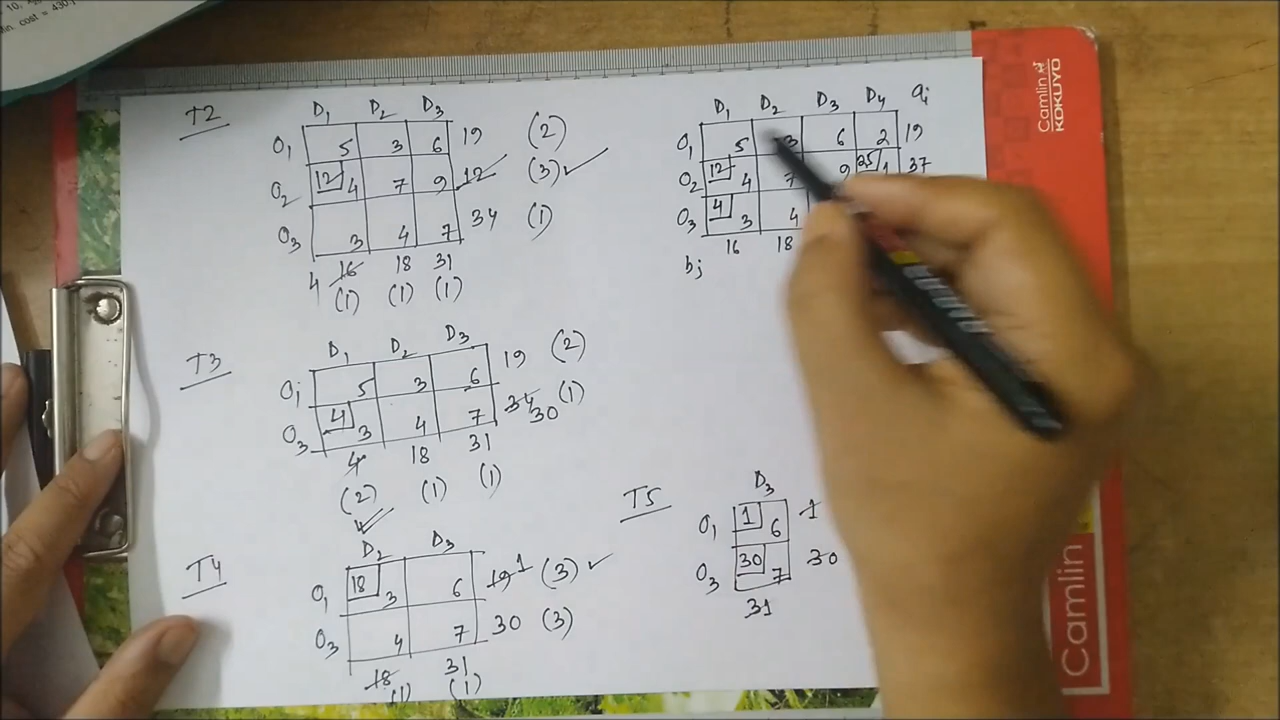 10,
Min. cost = 430
T2
D1 D2 D3
O1 5 3 6 19 (2)
O2 12 4 7 9 12 (3) ✓
O3 3 4 7 34 (1)
4 16 18 31
(1) (1) (1)
D1 D2 D3 D4 ai
O1 5 3 6 2 19
O2 12 4 7 9 25 1 37
O3 4 3 4
16 18
bj
T3
D1 D2 D3
Oi 5 3 6 19 (2)
O3 4 3 4 7 34 30 (1)
4 18 31
(2) (1) (1)
✓
T4
D2 D3
O1 18 3 6 19 1 (3) ✓
O3 4 7 30 (3)
18 31
(1) (1)
T5
D3
O1 1 6 1
O3 30 7 30
31
Camlin
KOKUYO
Camlin